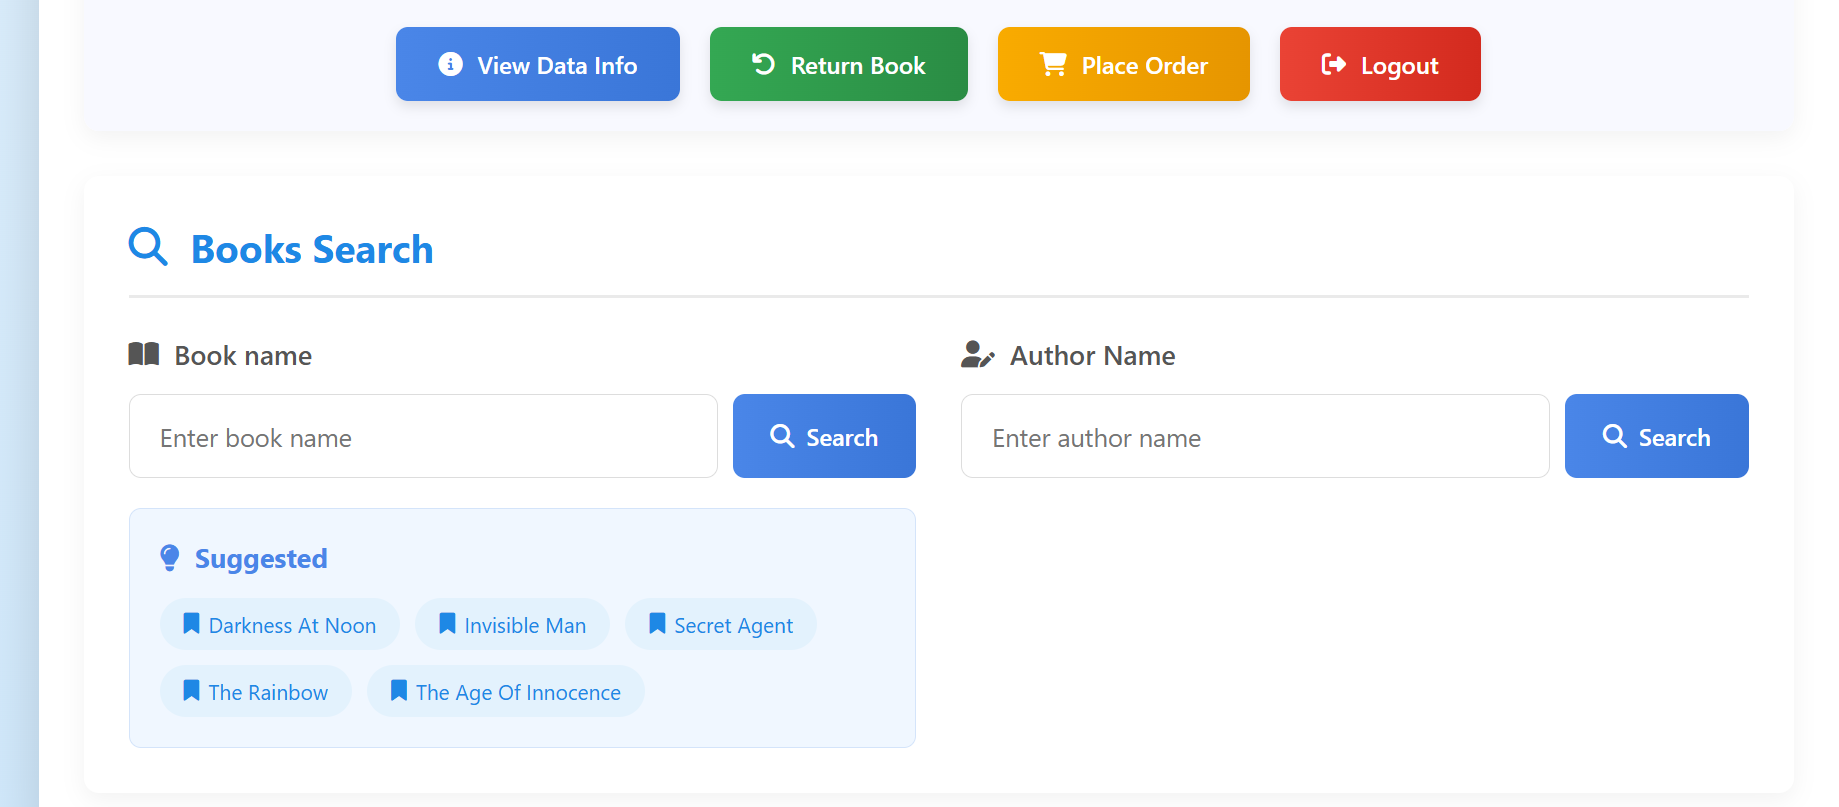 View Data Info Return Book Place Order Logout
Books Search
Book name
Enter book name Search
Author Name
Enter author name Search
Suggested
Darkness At Noon Invisible Man Secret Agent
The Rainbow The Age Of Innocence